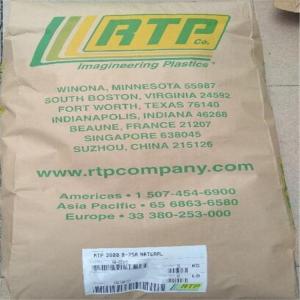 RTP Co.
Imagineering Plastics®
WINONA, MINNESOTA 55987
SOUTH BOSTON, VIRGINIA 24592
FORT WORTH, TEXAS 76140
INDIANAPOLIS, INDIANA 46268
BEAUNE, FRANCE 21207
SINGAPORE 638045
SUZHOU, CHINA 215126
www.rtpcompany.com
Americas • 1 507-454-6900
Asia Pacific • 65 6863-6580
Europe • 33 380-253-000
NATURAL